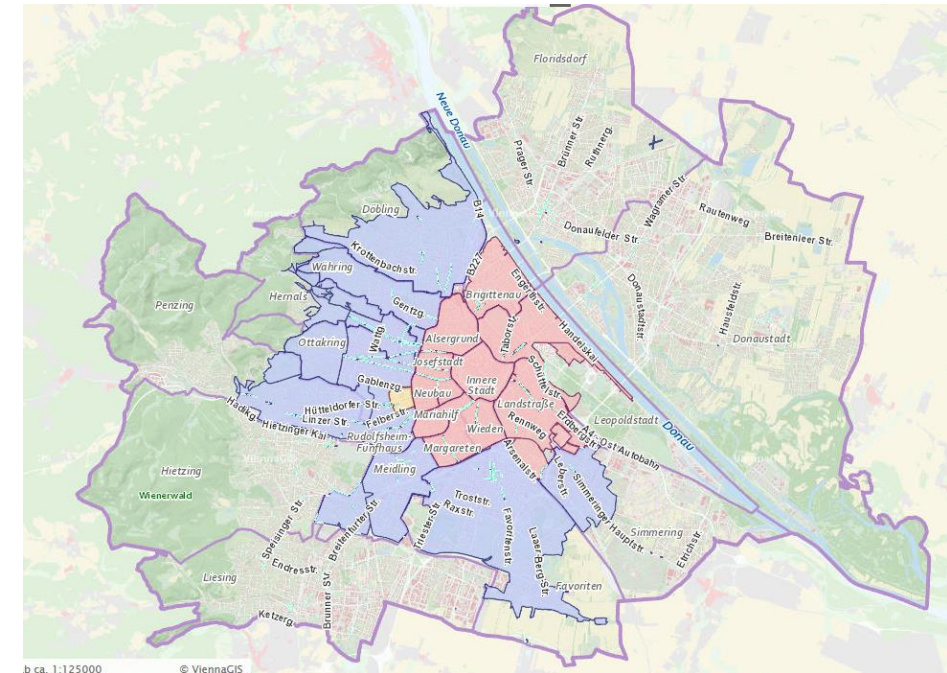 Floridsdorf
Neue Donau
Prager Str.
Brünner Str.
Ruthnerg.
Wagramer Str.
Rautenweg
Breitenleer Str.
Donaufelder Str.
Döbling
B14
Krottenbachstr.
B227
Währing
Hernals
Penzing
Gentzg.
Brigittenau
Engerthstr.
Handelskai
Donaustadtstr.
Hausfeldstr.
Donaustadt
Ottakring
Wattg.
Alsergrund
Taborstr.
Josefstadt
Gablenzg.
Neubau
Innere
Stadt
Schüttelstr.
Hütteldorfer Str.
Linzer Str.
Felberstr.
Hadikg.
Hietzinger Kai
Mariahilf
Landstraße
Leopoldstadt
Erdbergstr.
Rennweg
Wieden
Rudolfsheim-
Fünfhaus
Margareten
A4 - Ost Autobahn
Donau
Arsenalstr.
Hietzing
Meidling
Wienerwald
Leberstr.
Simmeringer Hauptstr.
Simmering
Etrichstr.
Troststr.
Raxstr.
Triester Str.
Favoritenstr.
Laaer-Berg-Str.
Speisinger Str.
Breitenfurter Str.
Liesing
Endresstr.
Brunner Str.
Ketzerg.
Favoriten
b ca. 1:125000
© ViennaGIS